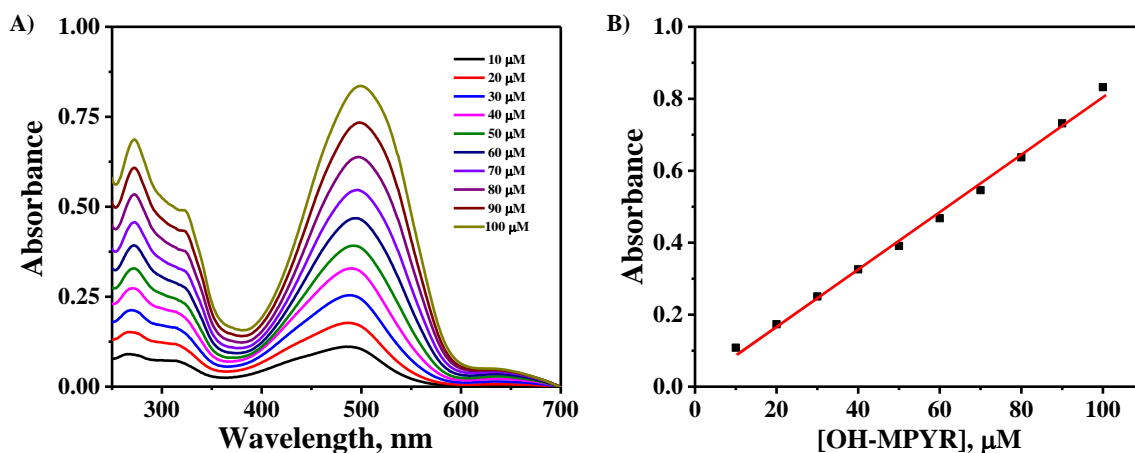 A)
1.00
0.75
0.50
0.25
0.00
Absorbance
300
400
500
600
700
Wavelength, nm
10 μM
20 μM
30 μM
40 μM
50 μM
60 μM
70 μM
80 μM
90 μM
100 μM
B)
1.0
0.8
0.6
0.4
0.2
0.0
Absorbance
0
20
40
60
80
100
[OH-MPYR], μM